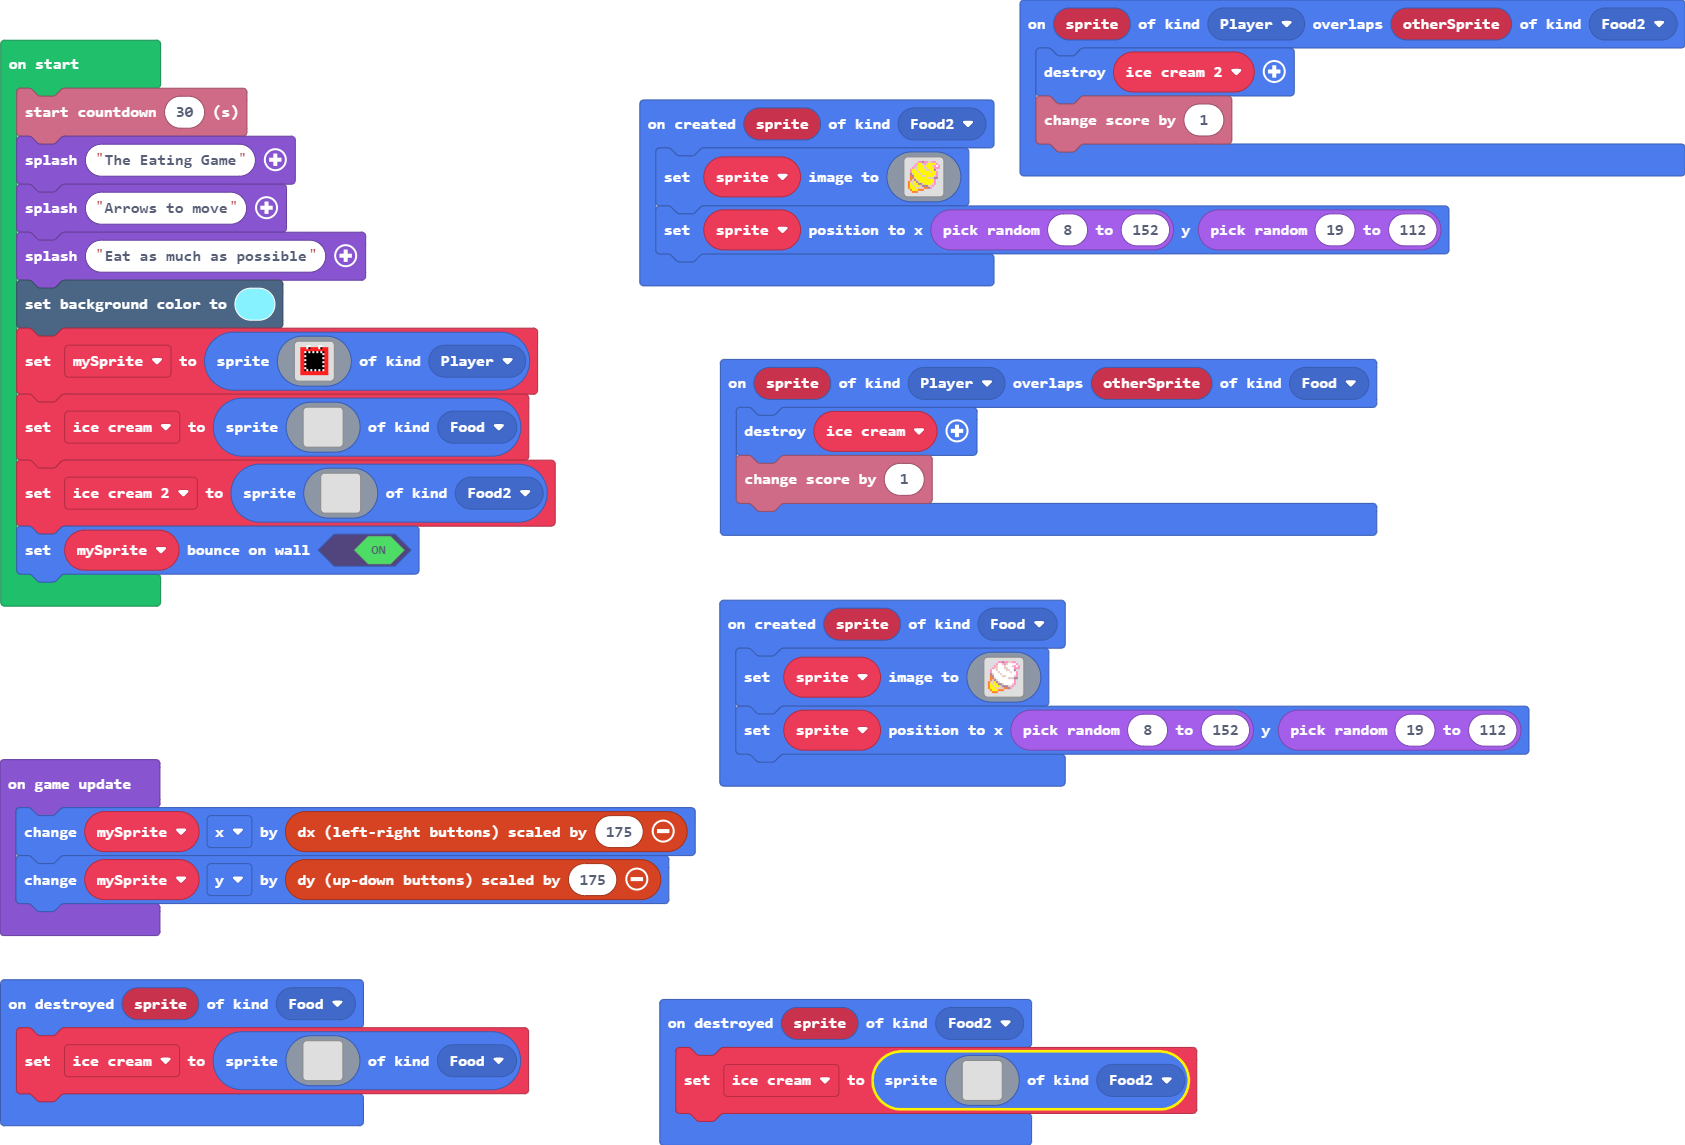 on start
start countdown 30 (s)
splash "The Eating Game"
splash "Arrows to move"
splash "Eat as much as possible"
set background color to
set mySprite to sprite of kind Player
set ice cream to sprite of kind Food
set ice cream 2 to sprite of kind Food2
set mySprite bounce on wall ON
on sprite of kind Player overlaps otherSprite of kind Food2
destroy ice cream 2
change score by 1
on created sprite of kind Food2
set sprite image to
set sprite position to x pick random 8 to 152 y pick random 19 to 112
on sprite of kind Player overlaps otherSprite of kind Food
destroy ice cream
change score by 1
on created sprite of kind Food
set sprite image to
set sprite position to x pick random 8 to 152 y pick random 19 to 112
on game update
change mySprite x by dx (left-right buttons) scaled by 175
change mySprite y by dy (up-down buttons) scaled by 175
on destroyed sprite of kind Food
set ice cream to sprite of kind Food
on destroyed sprite of kind Food2
set ice cream to sprite of kind Food2